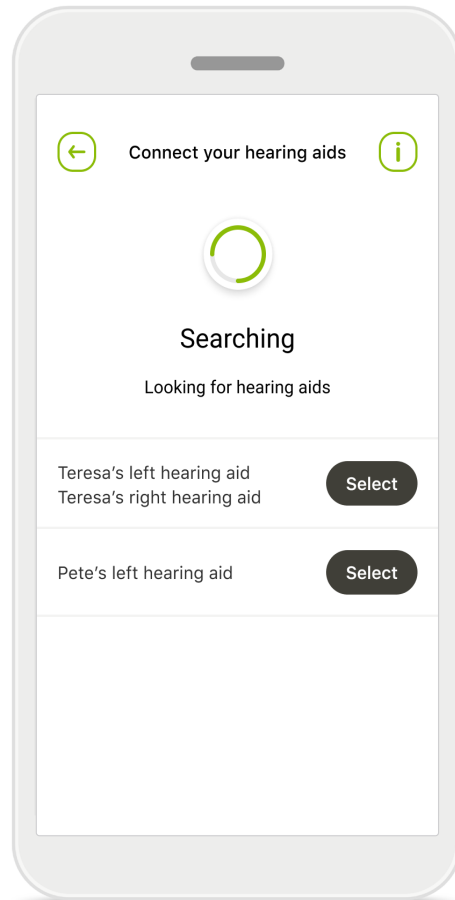 Connect your hearing aids
i
Searching
Looking for hearing aids
Teresa’s left hearing aid
Teresa’s right hearing aid
Select
Pete’s left hearing aid
Select